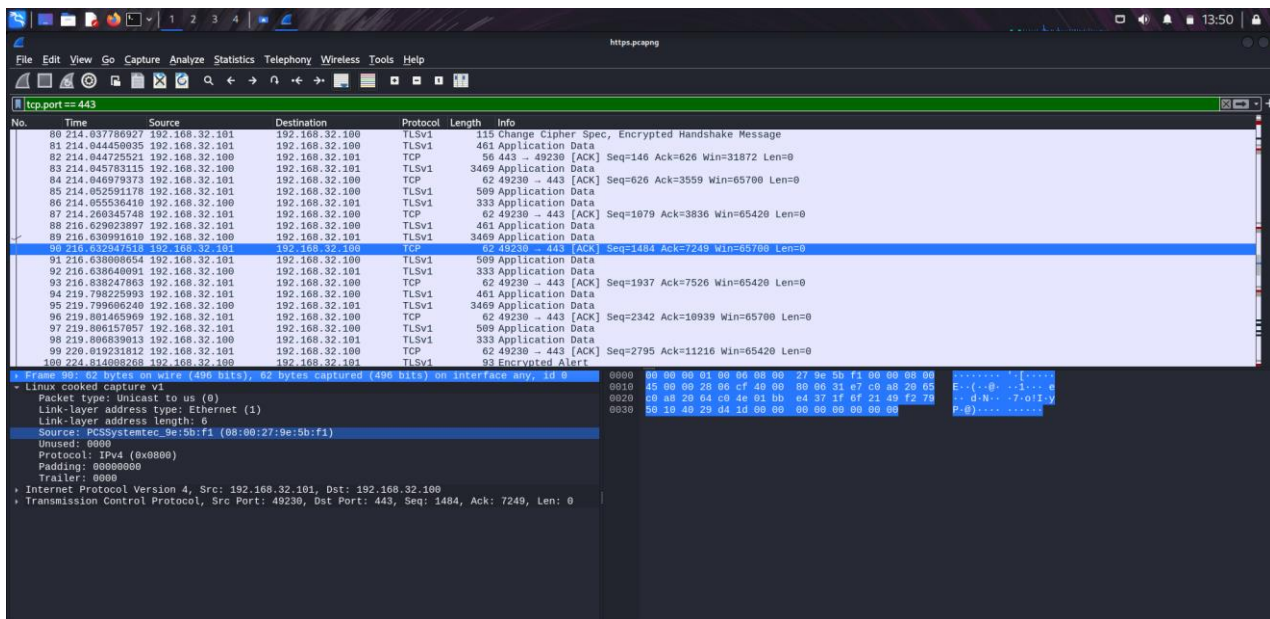 1 2 3 4 13:50
https.pcapng
File Edit View Go Capture Analyze Statistics Telephony Wireless Tools Help
tcp.port == 443
No. Time Source Destination Protocol Length Info
80 214.037786927 192.168.32.101 192.168.32.100 TLSv1 115 Change Cipher Spec, Encrypted Handshake Message
81 214.044450035 192.168.32.101 192.168.32.100 TLSv1 461 Application Data
82 214.044725521 192.168.32.100 192.168.32.101 TCP 56 443 → 49230 [ACK] Seq=146 Ack=626 Win=31872 Len=0
83 214.045783115 192.168.32.100 192.168.32.101 TLSv1 3469 Application Data
84 214.046979373 192.168.32.101 192.168.32.100 TCP 62 49230 → 443 [ACK] Seq=626 Ack=3559 Win=65700 Len=0
85 214.052591178 192.168.32.101 192.168.32.100 TLSv1 509 Application Data
86 214.055536410 192.168.32.100 192.168.32.101 TLSv1 333 Application Data
87 214.260345748 192.168.32.101 192.168.32.100 TCP 62 49230 → 443 [ACK] Seq=1079 Ack=3836 Win=65420 Len=0
88 216.629023897 192.168.32.101 192.168.32.100 TLSv1 461 Application Data
89 216.630991610 192.168.32.100 192.168.32.101 TLSv1 3469 Application Data
90 216.632947518 192.168.32.101 192.168.32.100 TCP 62 49230 → 443 [ACK] Seq=1484 Ack=7249 Win=65700 Len=0
91 216.638008654 192.168.32.101 192.168.32.100 TLSv1 509 Application Data
92 216.638640091 192.168.32.100 192.168.32.101 TLSv1 333 Application Data
93 216.838247863 192.168.32.101 192.168.32.100 TCP 62 49230 → 443 [ACK] Seq=1937 Ack=7526 Win=65420 Len=0
94 219.798225993 192.168.32.101 192.168.32.100 TLSv1 461 Application Data
95 219.799606240 192.168.32.100 192.168.32.101 TLSv1 3469 Application Data
96 219.801465969 192.168.32.101 192.168.32.100 TCP 62 49230 → 443 [ACK] Seq=2342 Ack=10939 Win=65700 Len=0
97 219.806157057 192.168.32.101 192.168.32.100 TLSv1 509 Application Data
98 219.806839013 192.168.32.100 192.168.32.101 TLSv1 333 Application Data
99 220.019231812 192.168.32.101 192.168.32.100 TCP 62 49230 → 443 [ACK] Seq=2795 Ack=11216 Win=65420 Len=0
100 224.814008268 192.168.32.100 192.168.32.101 TLSv1 93 Encrypted Alert
Frame 90: 62 bytes on wire (496 bits), 62 bytes captured (496 bits) on interface any, id 0
Linux cooked capture v1
Packet type: Unicast to us (0)
Link-layer address type: Ethernet (1)
Link-layer address length: 6
Source: PCSSystemtec_9e:5b:f1 (08:00:27:9e:5b:f1)
Unused: 0000
Protocol: IPv4 (0x0800)
Padding: 00000000
Trailer: 0000
Internet Protocol Version 4, Src: 192.168.32.101, Dst: 192.168.32.100
Transmission Control Protocol, Src Port: 49230, Dst Port: 443, Seq: 1484, Ack: 7249, Len: 0
0000 00 00 00 01 00 06 08 00 27 9e 5b f1 00 00 08 00 ········ '·[·····
0010 45 00 00 28 06 cf 40 00 80 06 31 e7 c0 a8 20 65 E··(··@· ··1··· e
0020 c0 a8 20 64 c0 4e 01 bb e4 37 1f 6f 21 49 f2 79 ·· d·N·· ·7·o!I·y
0030 50 10 40 29 d4 1d 00 00 00 00 00 00 00 00 P·@)···· ······